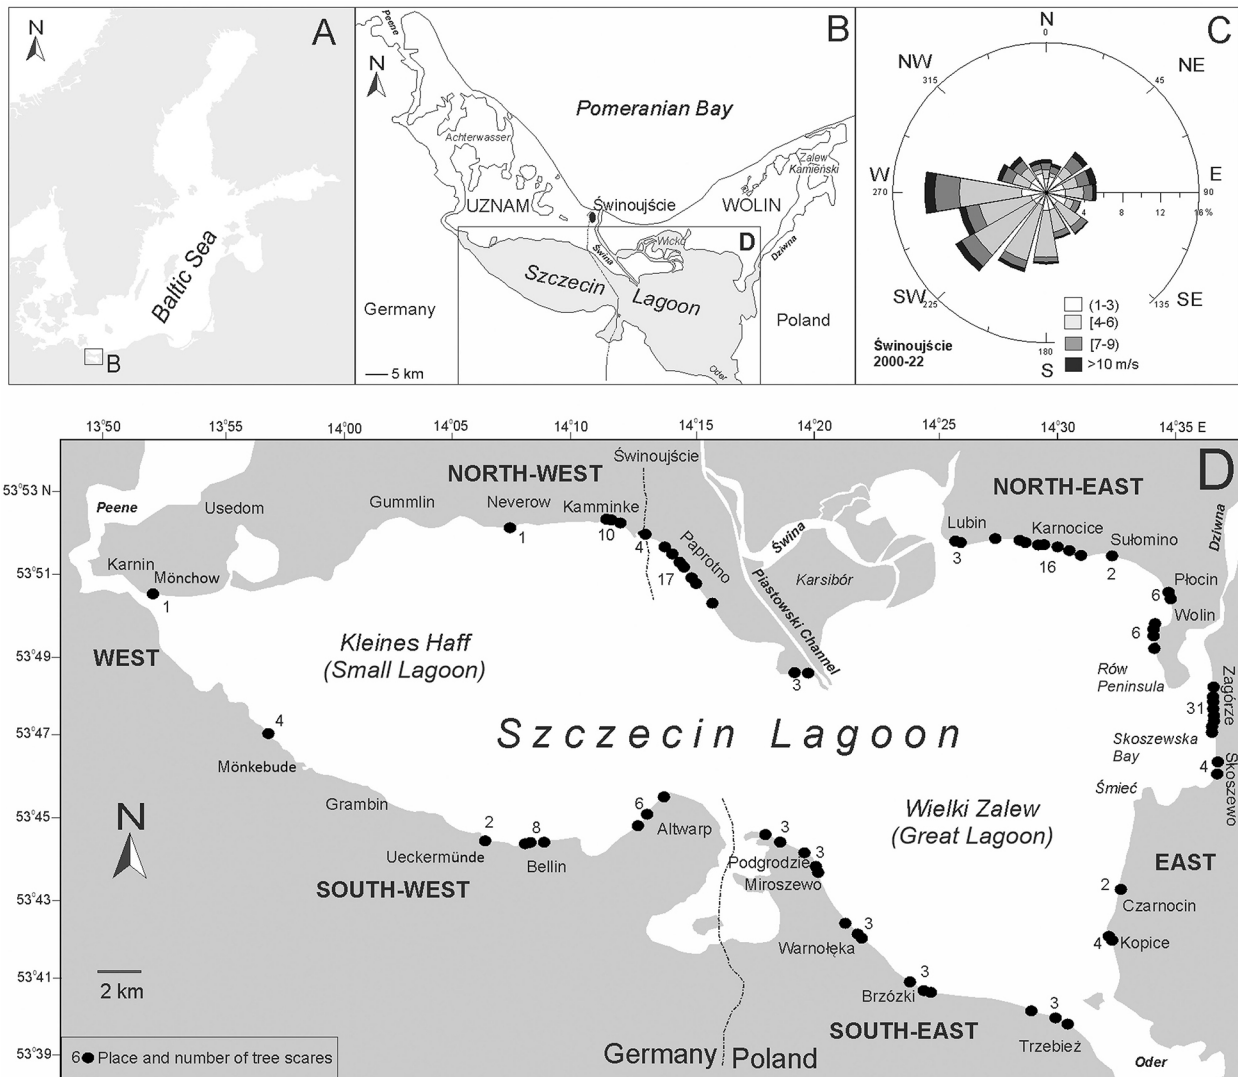 N
A
Baltic Sea
B
Peene
N
B
Pomeranian Bay
Achterwasser
Zalew
Kamieński
UZNAM
Świnoujście
WOLIN
D
Wicko
Świna
Dziwna
Szczecin
Lagoon
Germany
Poland
5 km
Oder
C
N
0
NW
315
NE
45
W
270
E
90
4
8
12
16 %
SW
225
SE
135
180
S
Świnoujście
2000-22
(1-3)
[4-6)
[7-9)
>10 m/s
13°50
13°55
14°00
14°05
14°10
14°15
14°20
14°25
14°30
14°35 E
D
53°53 N
53°51
53°49
53°47
53°45
53°43
53°41
53°39
NORTH-WEST
Świnoujście
NORTH-EAST
Peene
Usedom
Gummlin
Neverow
1
Kamminke
10
4
Paprotno
17
Świna
Karsibór
Piastowski Channel
3
Lubin
3
Karnocice
16
Sułomino
2
Dziwna
Płocin
6
Wolin
6
Karnin
Mönchow
1
WEST
Kleines Haff
(Small Lagoon)
Rów
Peninsula
Zagórze
31
Skoszewska
Bay
4
Skoszewo
Śmieć
Szczecin Lagoon
4
Mönkebude
Grambin
2
Ueckermünde
8
Bellin
6
Altwarp
SOUTH-WEST
Wielki Zalew
(Great Lagoon)
3
Podgrodzie
3
Miroszewo
3
Warnołęka
3
Brzózki
3
Trzebież
SOUTH-EAST
EAST
2
Czarnocin
4
Kopice
N
2 km
6 Place and number of tree scares
Germany
Poland
Oder